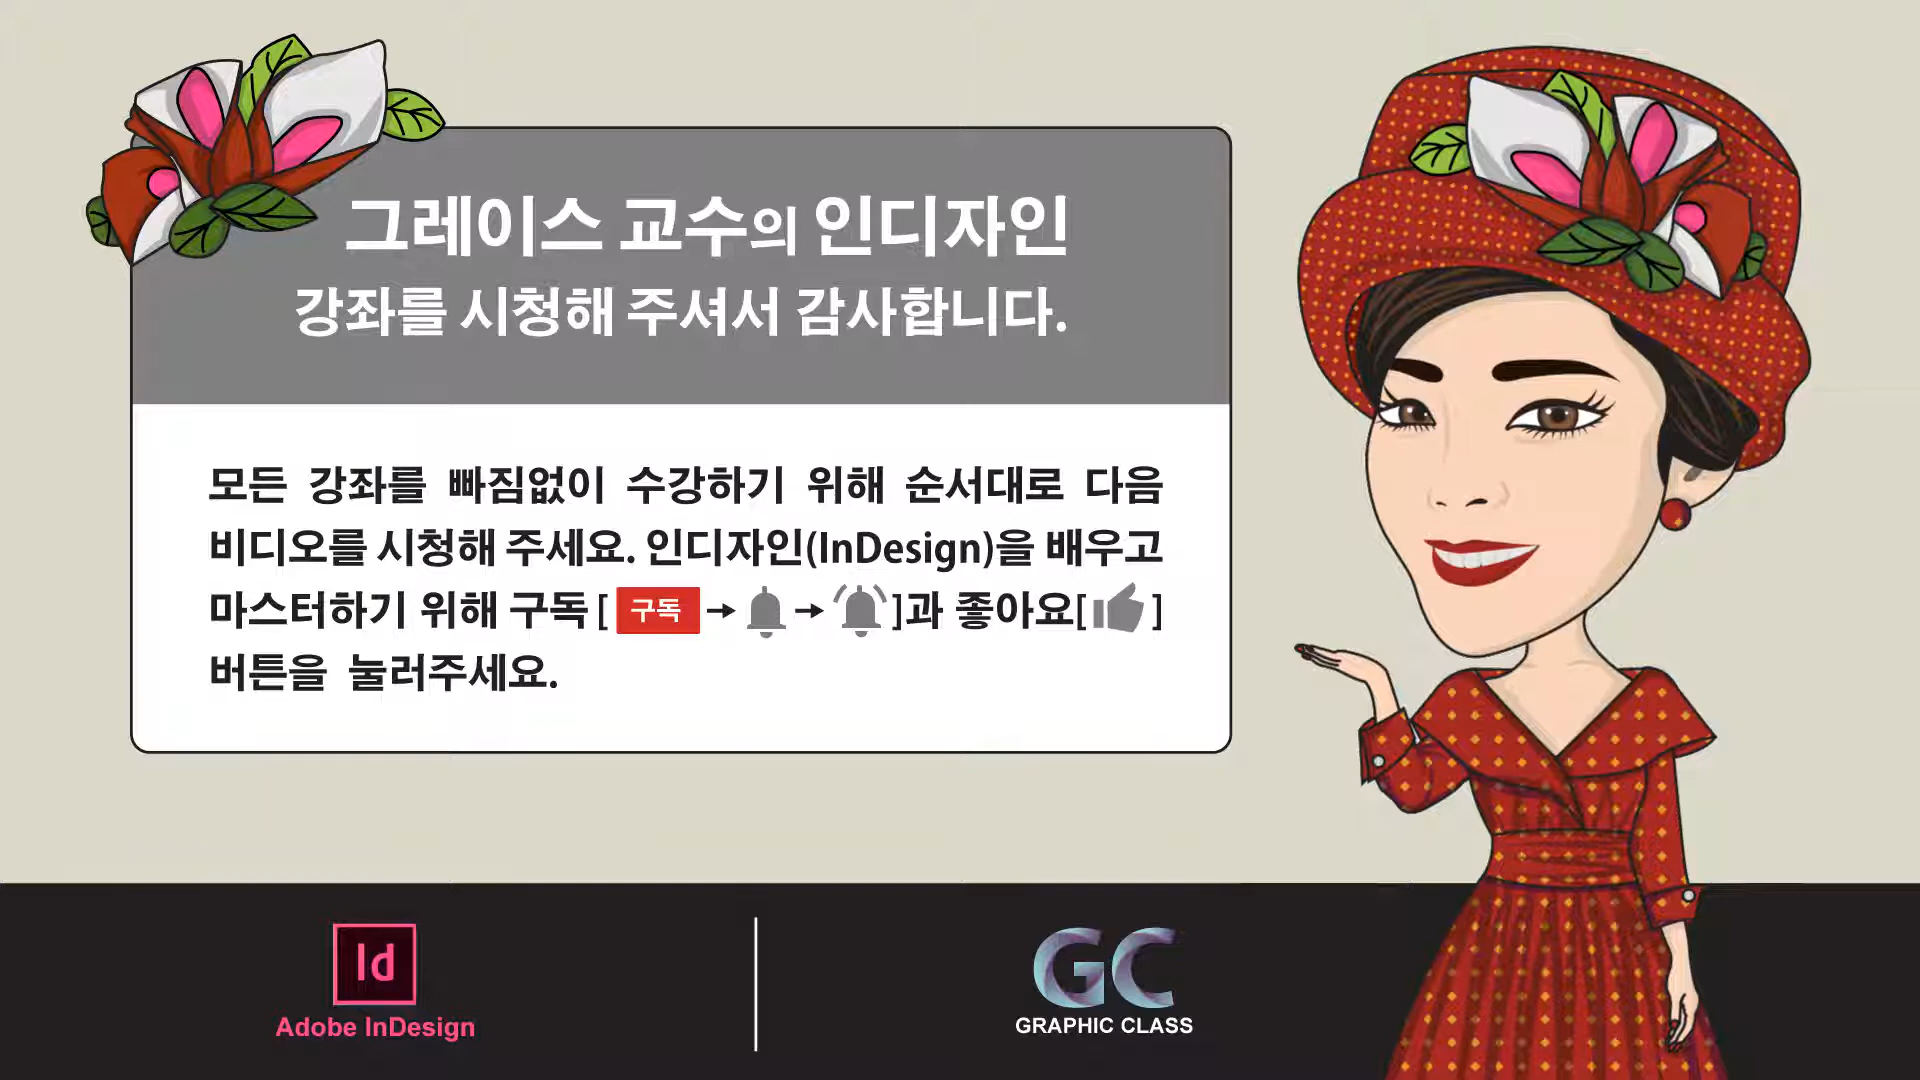 그레이스 교수의 인디자인
강좌를 시청해 주셔서 감사합니다.
모든 강좌를 빠짐없이 수강하기 위해 순서대로 다음
비디오를 시청해 주세요. 인디자인(InDesign)을 배우고
마스터하기 위해 구독 [ 구독 → → ]과 좋아요[ ]
버튼을 눌러주세요.
Id
Adobe InDesign
GC
GRAPHIC CLASS